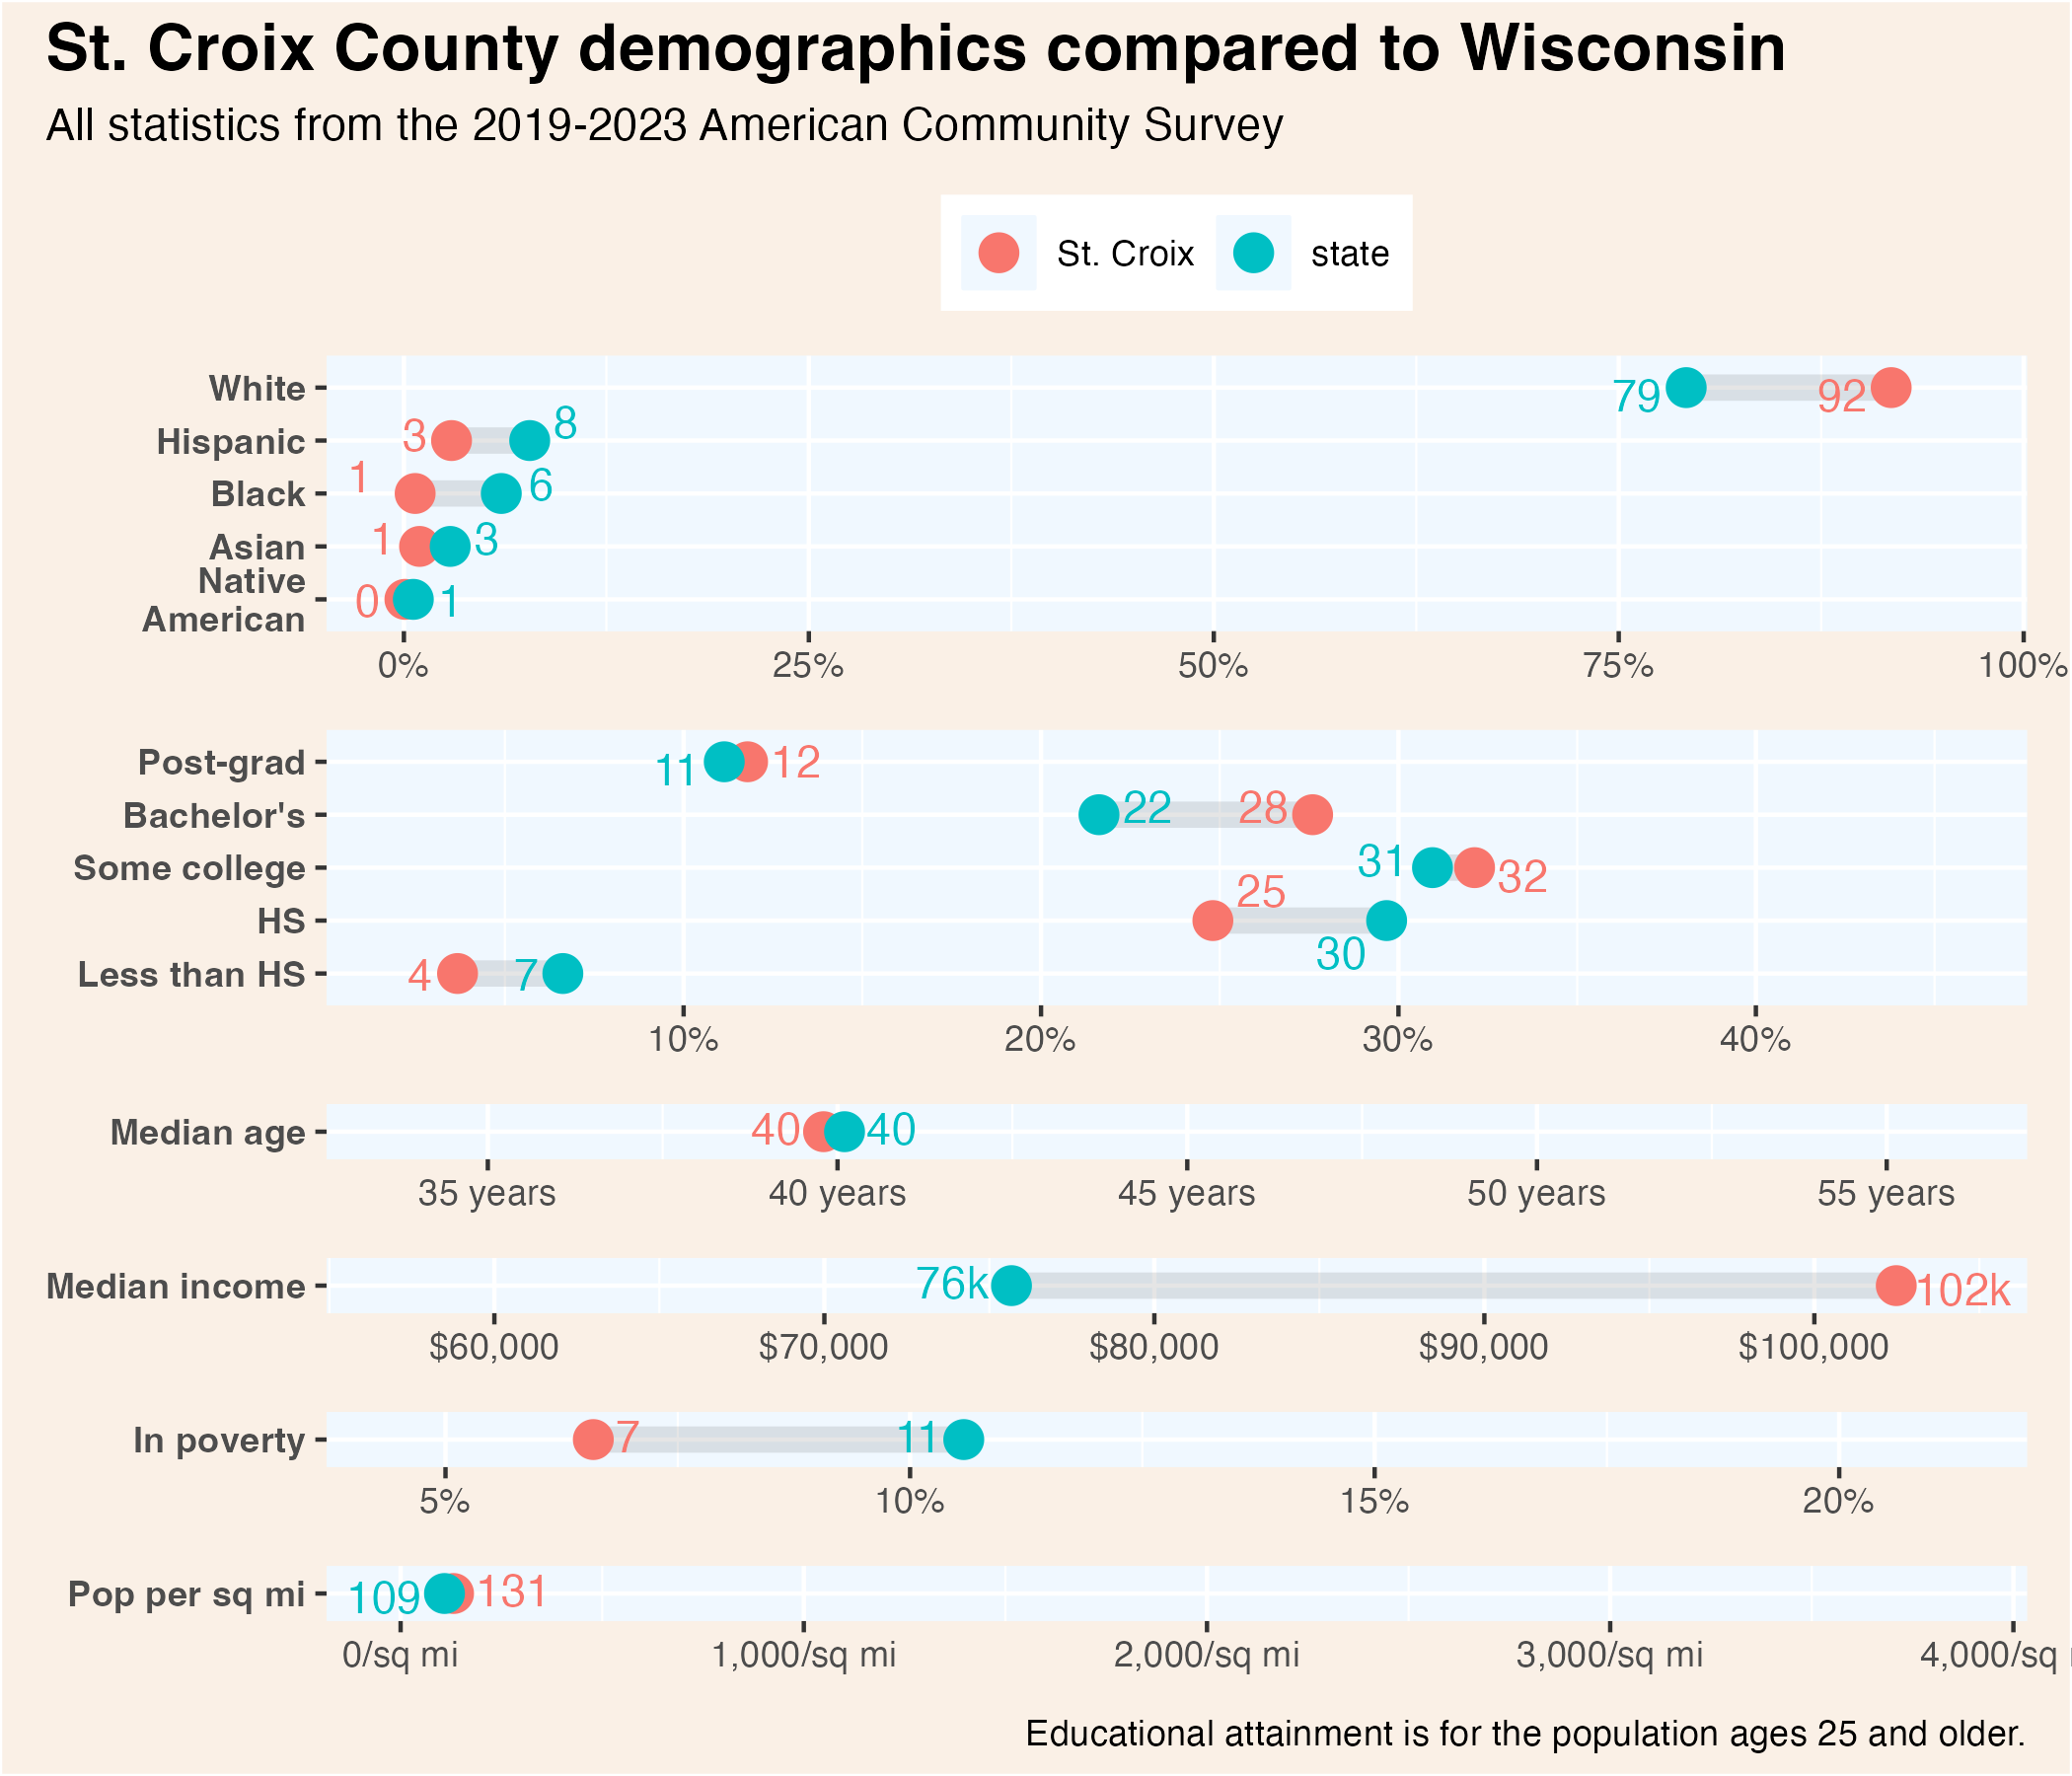 St. Croix County demographics compared to Wisconsin
All statistics from the 2019-2023 American Community Survey
St. Croix state
White 79 92
Hispanic 3 8
Black 1 6
Asian 1 3
Native
American 0 1
0% 25% 50% 75% 100%
Post-grad 11 12
Bachelor's 22 28
Some college 31 32
HS 25 30
Less than HS 4 7
10% 20% 30% 40%
Median age 40 40
35 years 40 years 45 years 50 years 55 years
Median income 76k 102k
$60,000 $70,000 $80,000 $90,000 $100,000
In poverty 7 11
5% 10% 15% 20%
Pop per sq mi 109 131
0/sq mi 1,000/sq mi 2,000/sq mi 3,000/sq mi 4,000/sq
Educational attainment is for the population ages 25 and older.